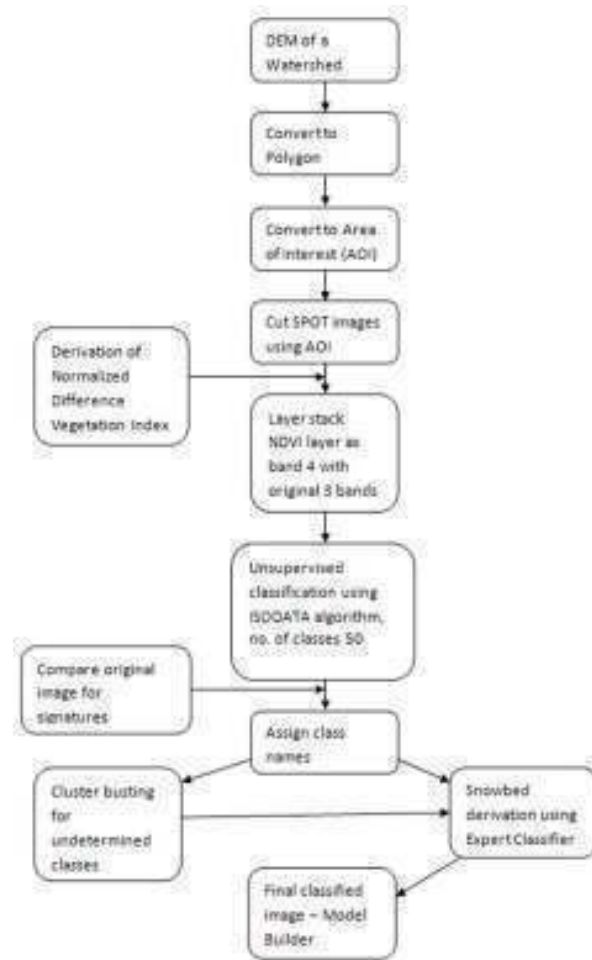 DEM of a
Watershed
Convert to
Polygon
Convert to Area
of Interest (AOI)
Cut SPOT images
using AOI
Derivation of
Normalized
Difference
Vegetation Index
Layer stack
NDVI layer as
band 4 with
original 3 bands
Unsupervised
classification using
ISODATA algorithm,
no. of classes 50
Compare original
image for
signatures
Assign class
names
Cluster busting
for
undetermined
classes
Snowbed
derivation using
Expert Classifier
Final classified
image – Model
Builder